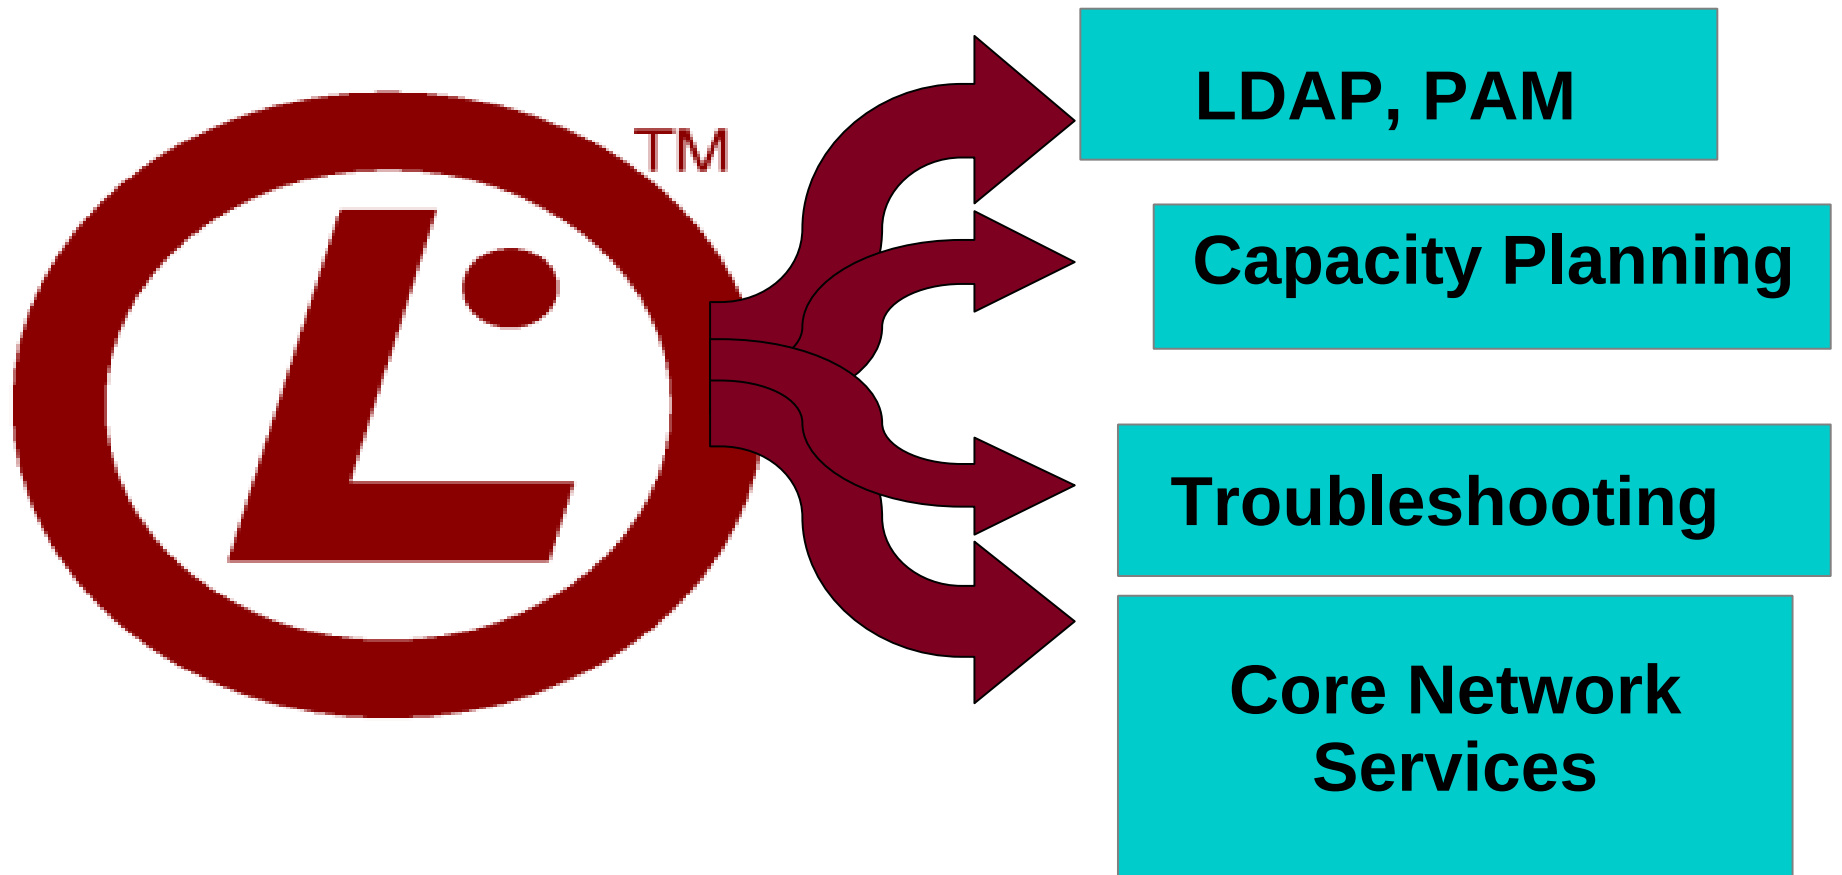 TM
L
LDAP, PAM
Capacity Planning
Troubleshooting
Core Network
Services